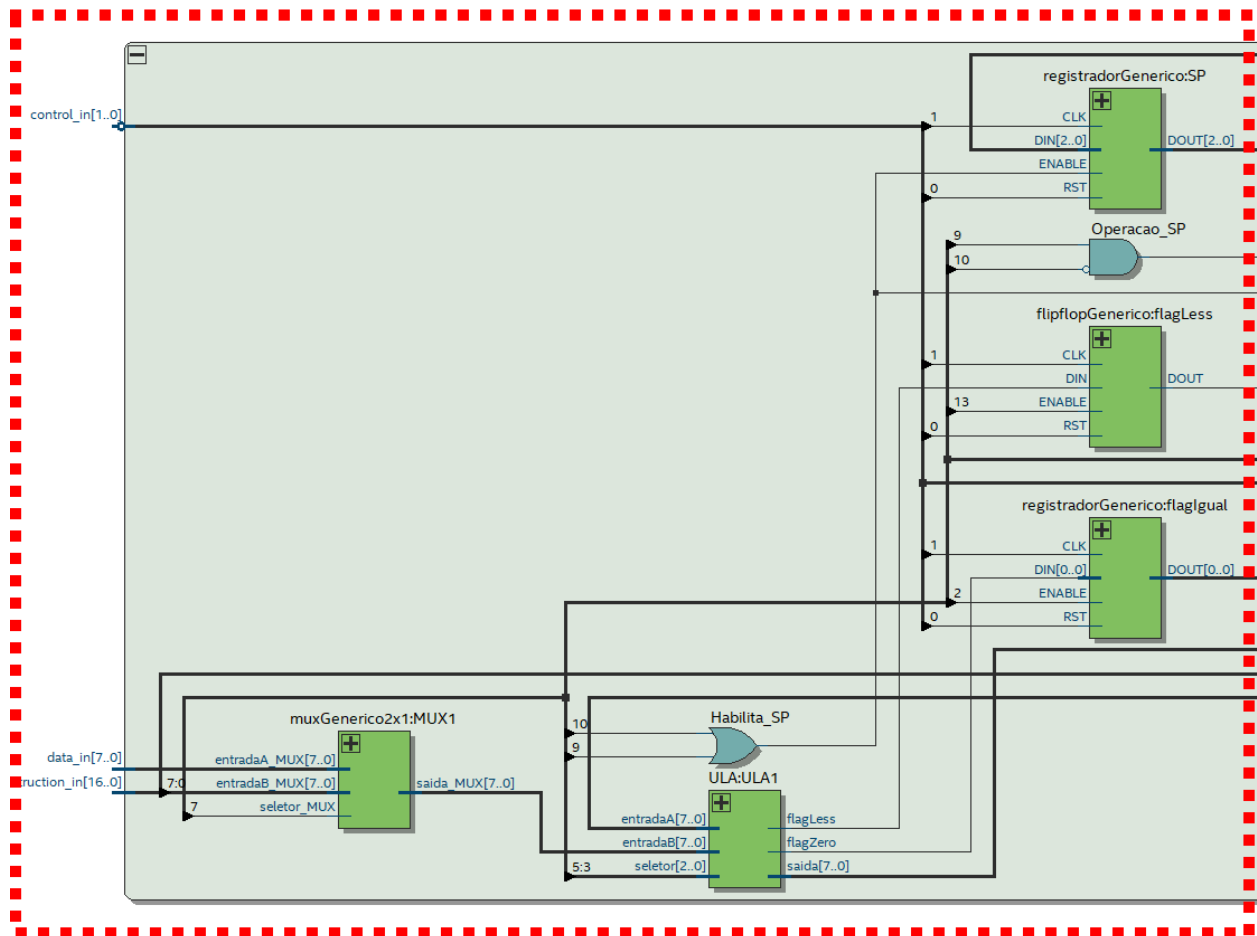 registradorGenerico:SP
control_in[1..0]
1
CLK
DIN[2..0]
DOUT[2..0]
ENABLE
0
RST
Operacao_SP
9
10
flipflopGenerico:flagLess
1
CLK
DIN
DOUT
13
ENABLE
0
RST
registradorGenerico:flagIgual
1
CLK
DIN[0..0]
DOUT[0..0]
2
ENABLE
0
RST
muxGenerico2x1:MUX1
Habilita_SP
10
9
data_in[7..0]
entradaA_MUX[7..0]
ruction_in[16..0]
7:0
entradaB_MUX[7..0]
saida_MUX[7..0]
7
seletor_MUX
ULA:ULA1
entradaA[7..0]
flagLess
entradaB[7..0]
flagZero
5:3
seletor[2..0]
saida[7..0]